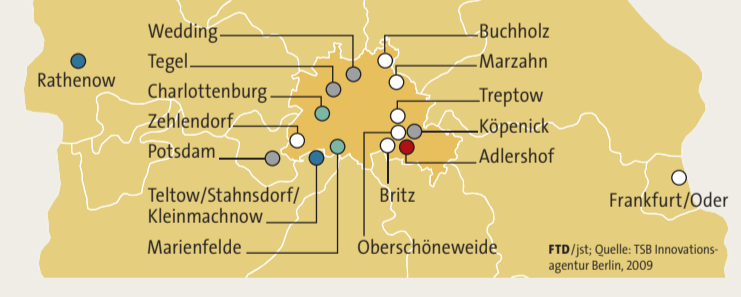 Wedding
Tegel
Charlottenburg
Zehlendorf
Potsdam
Teltow/Stahnsdorf/
Kleinmachnow
Marienfelde
Rathenow
Buchholz
Marzahn
Treptow
Köpenick
Adlershof
Britz
Oberschöneweide
Frankfurt/Oder
FTD/jst; Quelle: TSB Innovations-
agentur Berlin, 2009